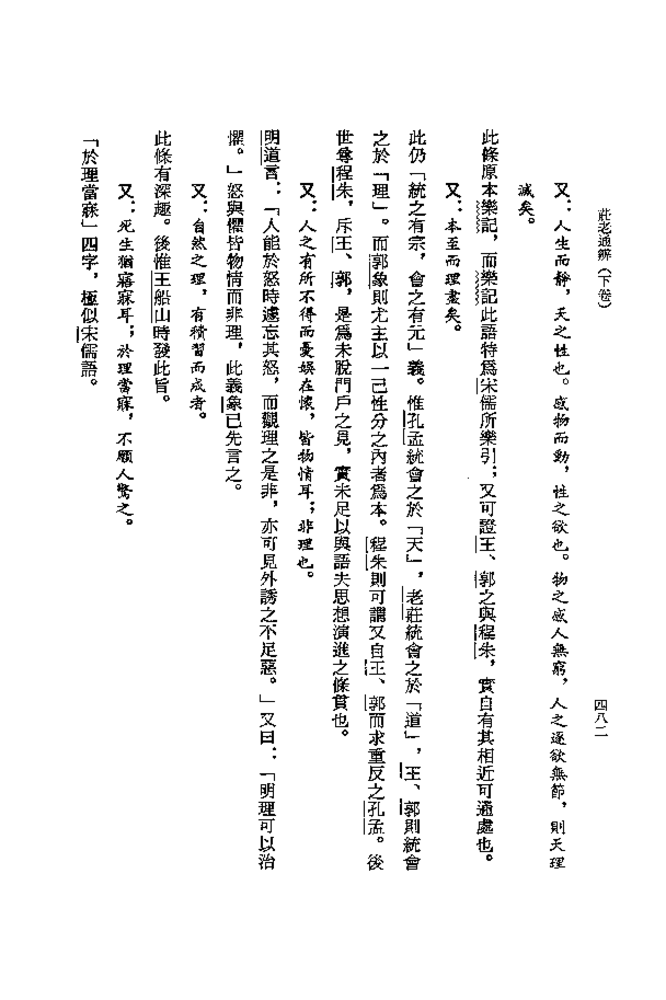 莊老通辨（下卷）
四八二
又：人生而靜，天之性也。感物而動，性之欲也。物之感人無窮，人之逐欲無節，則天理
滅矣。
此條原本樂記，而樂記此語特爲宋儒所樂引；又可證王、郭之與程朱，實自有其相近可通處也。
又：本至而理盡矣。
此仍「統之有宗，會之有元」義。惟孔孟統會之於「天」，老莊統會之於「道」，王、郭則統會
之於「理」。而郭象則尤主以一己性分之內者爲本。程朱則可謂又自王、郭而求重反之孔孟。後
世尊程朱，斥王、郭，是爲未脫門戶之見，實未足以與語夫思想演進之條貫也。
又：人之有所不得而憂娛在懷，皆物情耳；非理也。
明道言：「人能於怒時遽忘其怒，而觀理之是非，亦可見外誘之不足惡。」又曰：「明理可以治
懼。」怒與懼皆物情而非理，此義象已先言之。
又：自然之理，有積習而成者。
此條有深趣。後惟王船山時發此旨。
又：死生猶寤寐耳；於理當寐，不願人驚之。
「於理當寐」四字，極似宋儒語。